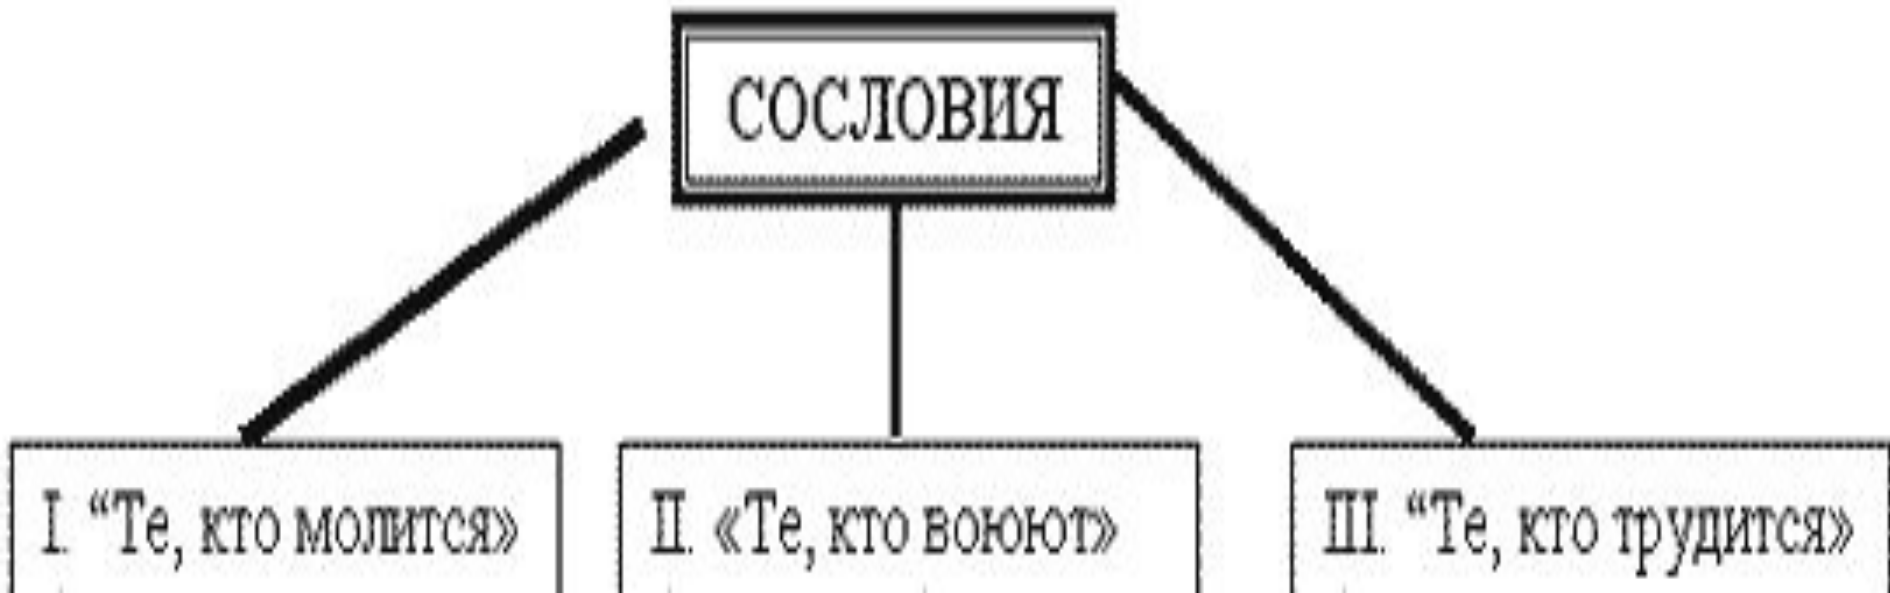 СОСЛОВИЯ
I. “Те, кто молится»
II. «Те, кто воюют»
III. “Те, кто трудится»